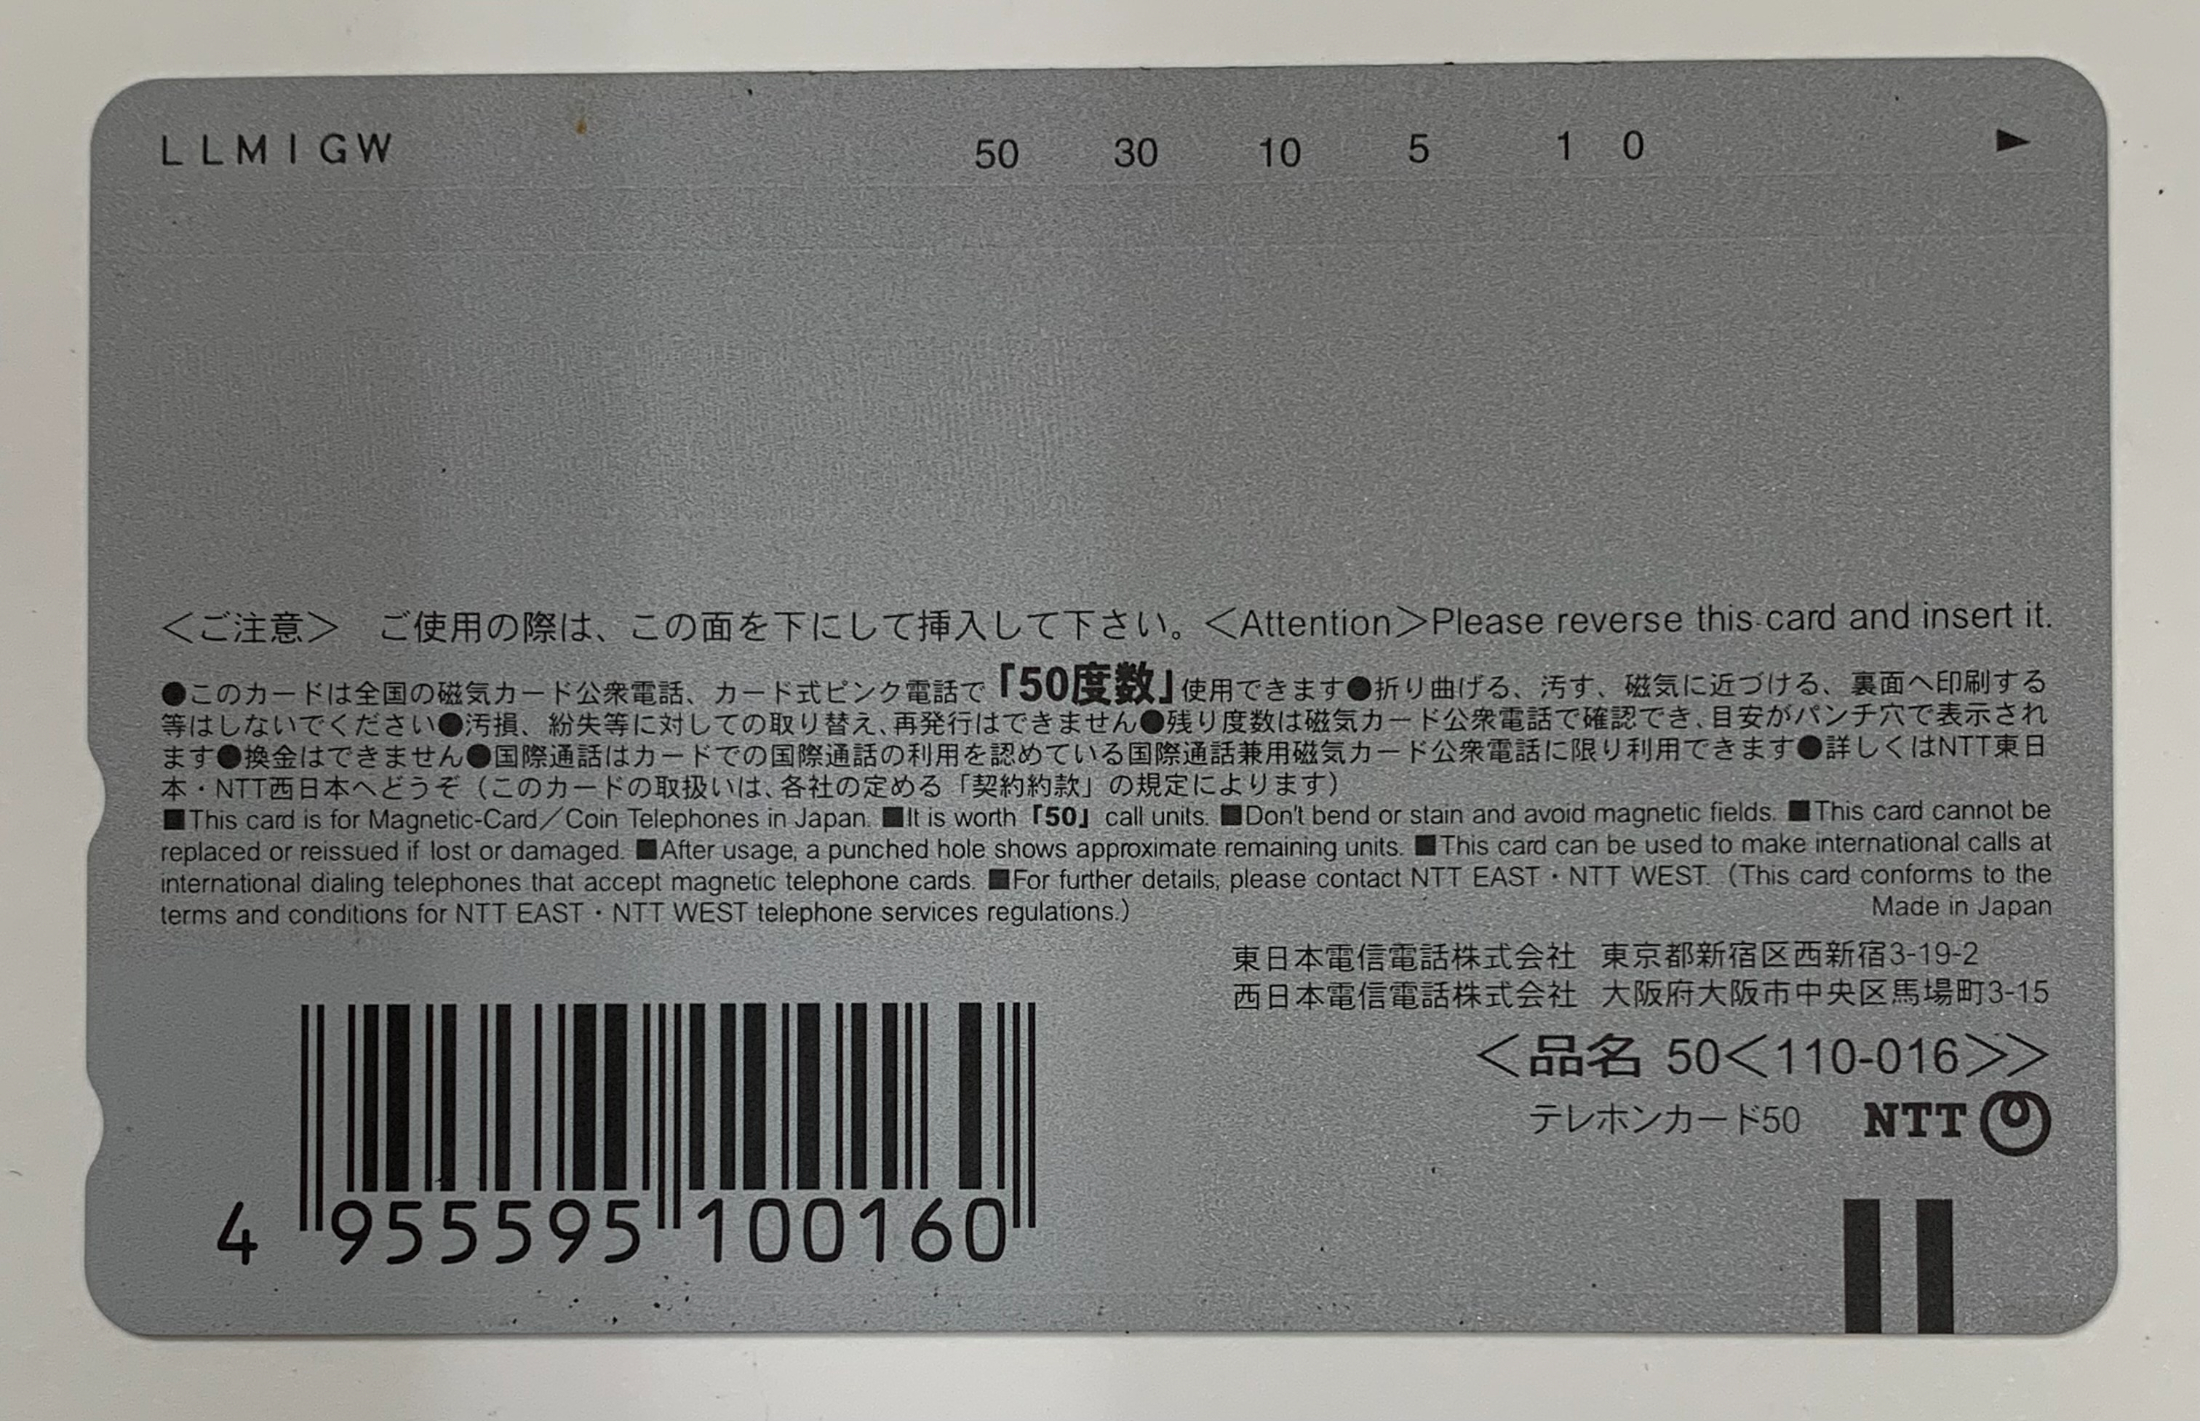 LLMIGW 50 30 10 5 1 0 ▶
＜ご注意＞ ご使用の際は、この面を下にして挿入して下さい。＜Attention＞Please reverse this card and insert it.
●このカードは全国の磁気カード公衆電話、カード式ピンク電話で「50度数」使用できます●折り曲げる、汚す、磁気に近づける、裏面へ印刷する
等はしないでください●汚損、紛失等に対しての取り替え、再発行はできません●残り度数は磁気カード公衆電話で確認でき、目安がパンチ穴で表示され
ます●換金はできません●国際通話はカードでの国際通話の利用を認めている国際通話兼用磁気カード公衆電話に限り利用できます●詳しくはNTT東日
本・NTT西日本へどうぞ（このカードの取扱いは、各社の定める「契約約款」の規定によります）
■This card is for Magnetic-Card／Coin Telephones in Japan. ■It is worth「50」call units. ■Don't bend or stain and avoid magnetic fields. ■This card cannot be
replaced or reissued if lost or damaged. ■After usage, a punched hole shows approximate remaining units. ■This card can be used to make international calls at
international dialing telephones that accept magnetic telephone cards. ■For further details, please contact NTT EAST・NTT WEST.（This card conforms to the
terms and conditions for NTT EAST・NTT WEST telephone services regulations.）
Made in Japan
東日本電信電話株式会社 東京都新宿区西新宿3-19-2
西日本電信電話株式会社 大阪府大阪市中央区馬場町3-15
＜品名 50＜110-016＞＞
テレホンカード50 NTT
4 955595 100160